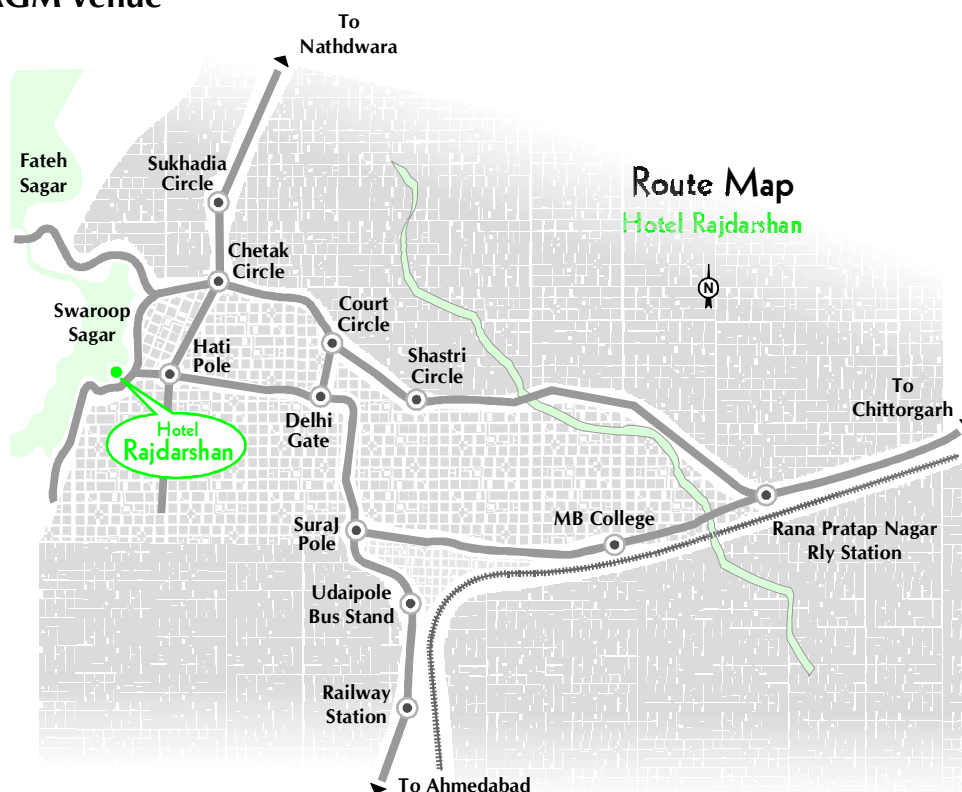 AGM venue
To
Nathdwara
Fateh
Sagar
Sukhadia
Circle
Route Map
Hotel Rajdarshan
Chetak
Circle
N
Swaroop
Sagar
Court
Circle
Hati
Pole
Shastri
Circle
To
Chittorgarh
Delhi
Gate
Hotel
Rajdarshan
SuraJ
Pole
MB College
Rana Pratap Nagar
Rly Station
Udaipole
Bus Stand
Railway
Station
To Ahmedabad